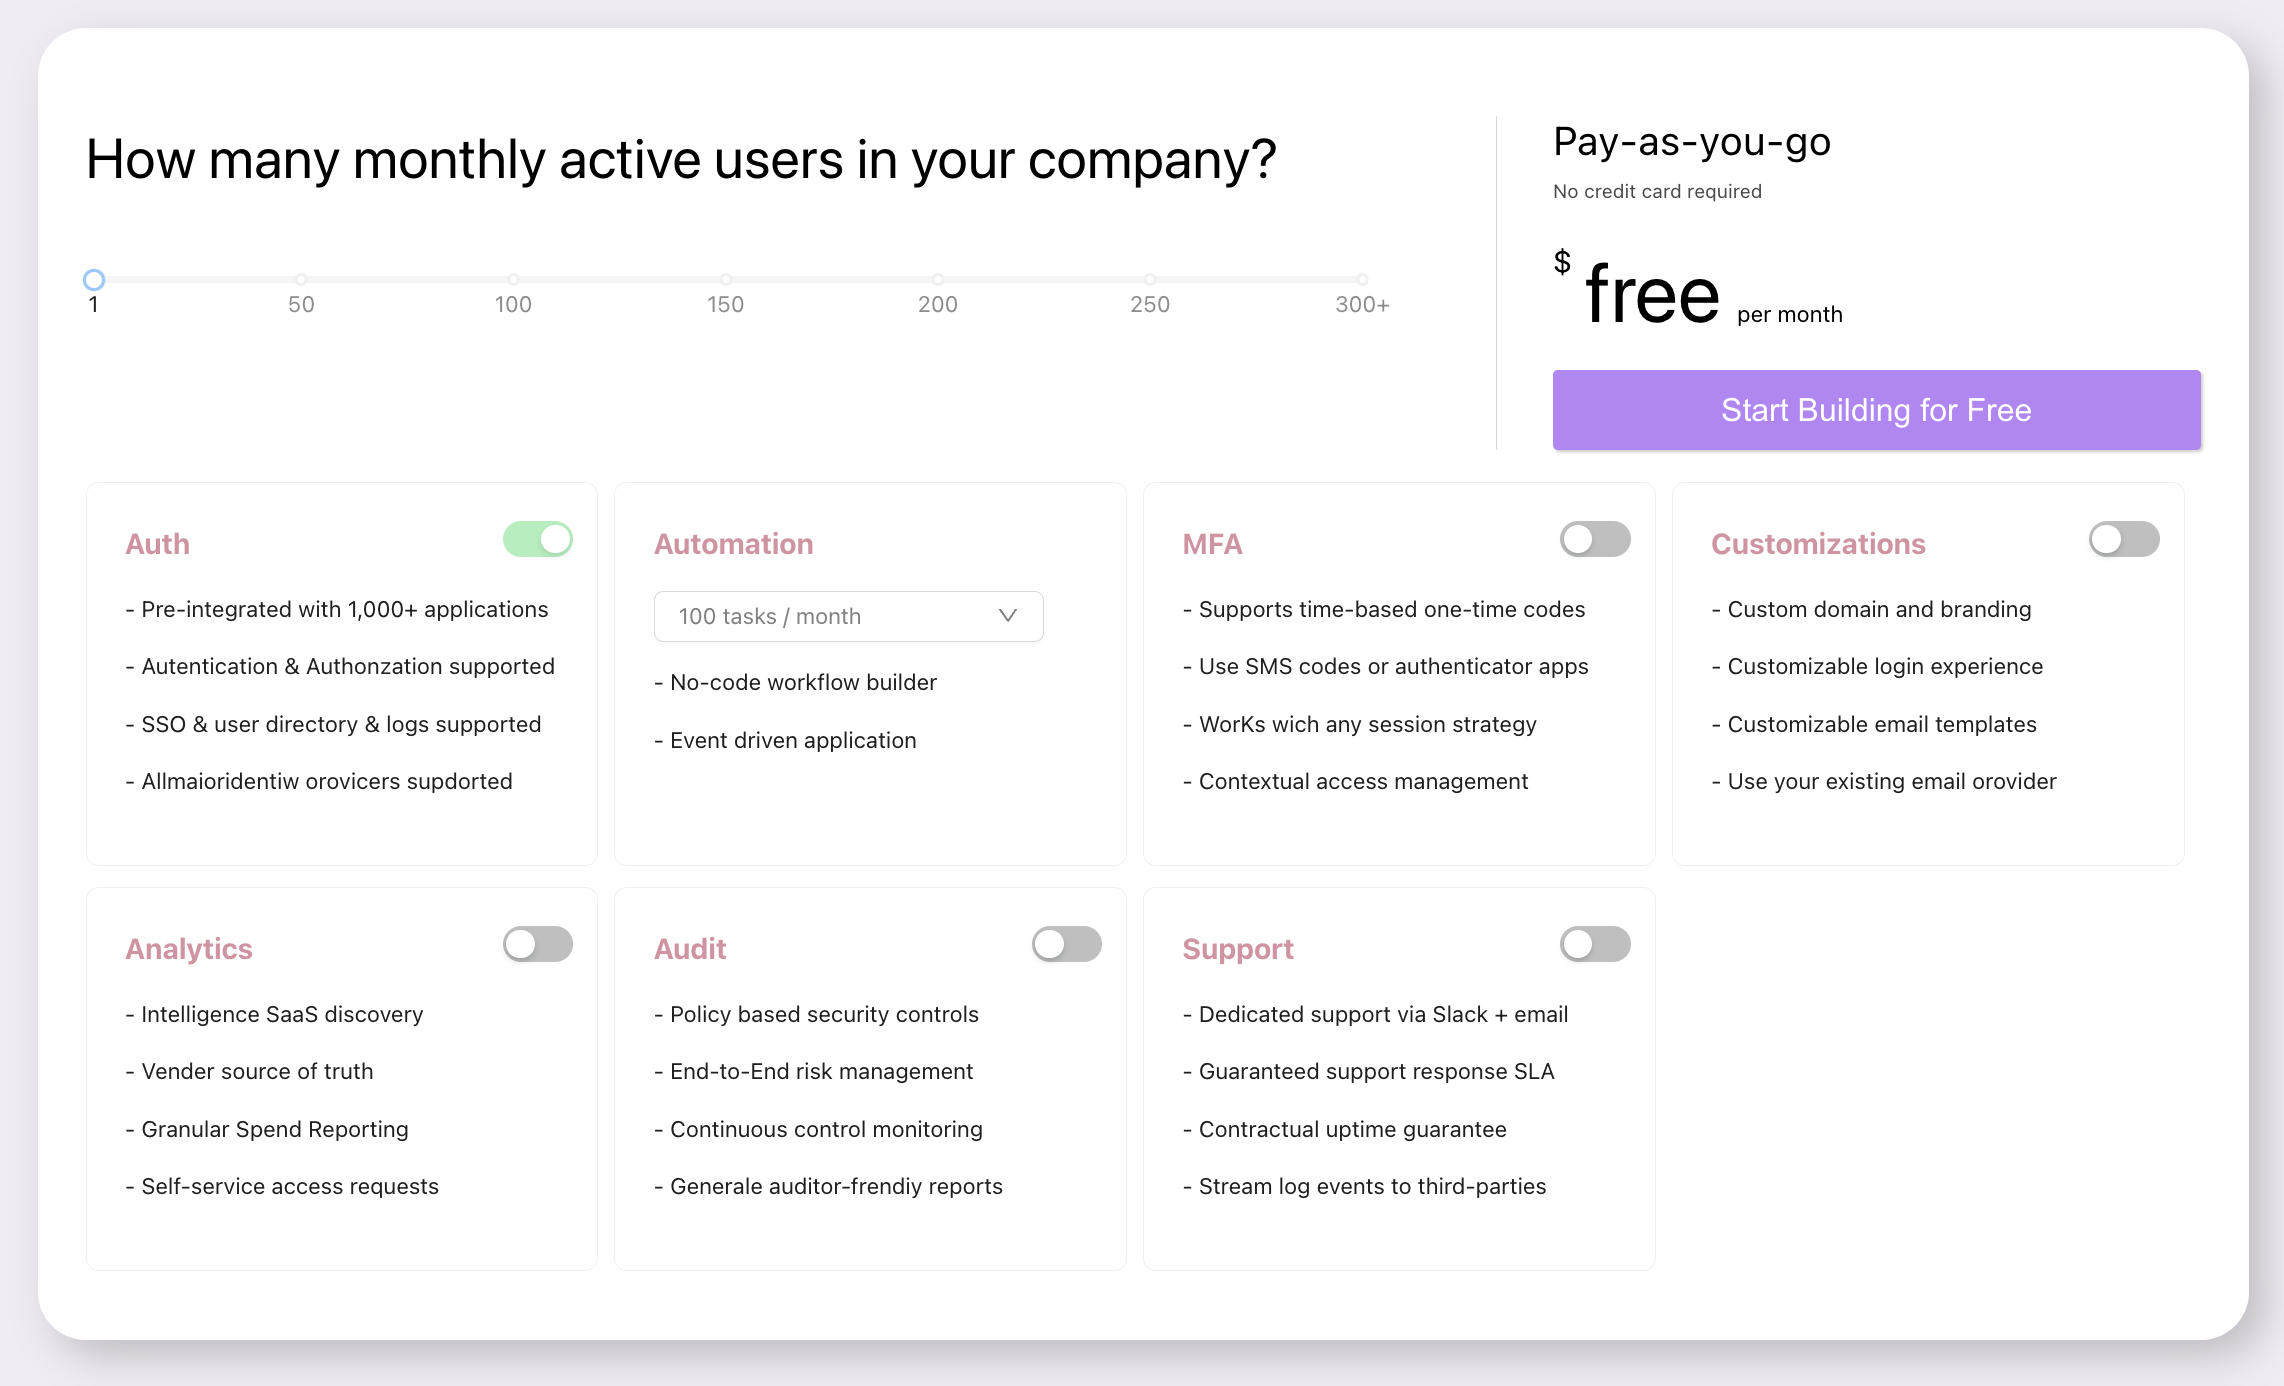 How many monthly active users in your company?
1
50
100
150
200
250
300+
Pay-as-you-go
No credit card required
$ free per month
Start Building for Free
Auth
- Pre-integrated with 1,000+ applications
- Autentication & Authonzation supported
- SSO & user directory & logs supported
- Allmaioridentiw orovicers supdorted
Automation
100 tasks / month
- No-code workflow builder
- Event driven application
MFA
- Supports time-based one-time codes
- Use SMS codes or authenticator apps
- WorKs wich any session strategy
- Contextual access management
Customizations
- Custom domain and branding
- Customizable login experience
- Customizable email templates
- Use your existing email orovider
Analytics
- Intelligence SaaS discovery
- Vender source of truth
- Granular Spend Reporting
- Self-service access requests
Audit
- Policy based security controls
- End-to-End risk management
- Continuous control monitoring
- Generale auditor-frendiy reports
Support
- Dedicated support via Slack + email
- Guaranteed support response SLA
- Contractual uptime guarantee
- Stream log events to third-parties